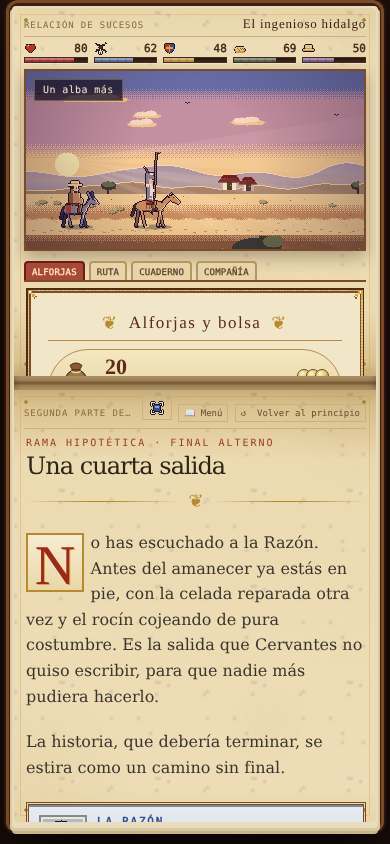 RELACIÓN DE SUCESOS
El ingenioso hidalgo
80 62 48 69 50
Un alba más
ALFORJAS RUTA CUADERNO COMPAÑÍA
Alforjas y bolsa
20
SEGUNDA PARTE DE…
Menú
Volver al principio
RAMA HIPOTÉTICA · FINAL ALTERNO
Una cuarta salida
No has escuchado a la Razón.
Antes del amanecer ya estás en
pie, con la celada reparada otra
vez y el rocín cojeando de pura
costumbre. Es la salida que Cervantes no
quiso escribir, para que nadie más
pudiera hacerlo.
La historia, que debería terminar, se
estira como un camino sin final.
LA RAZÓN